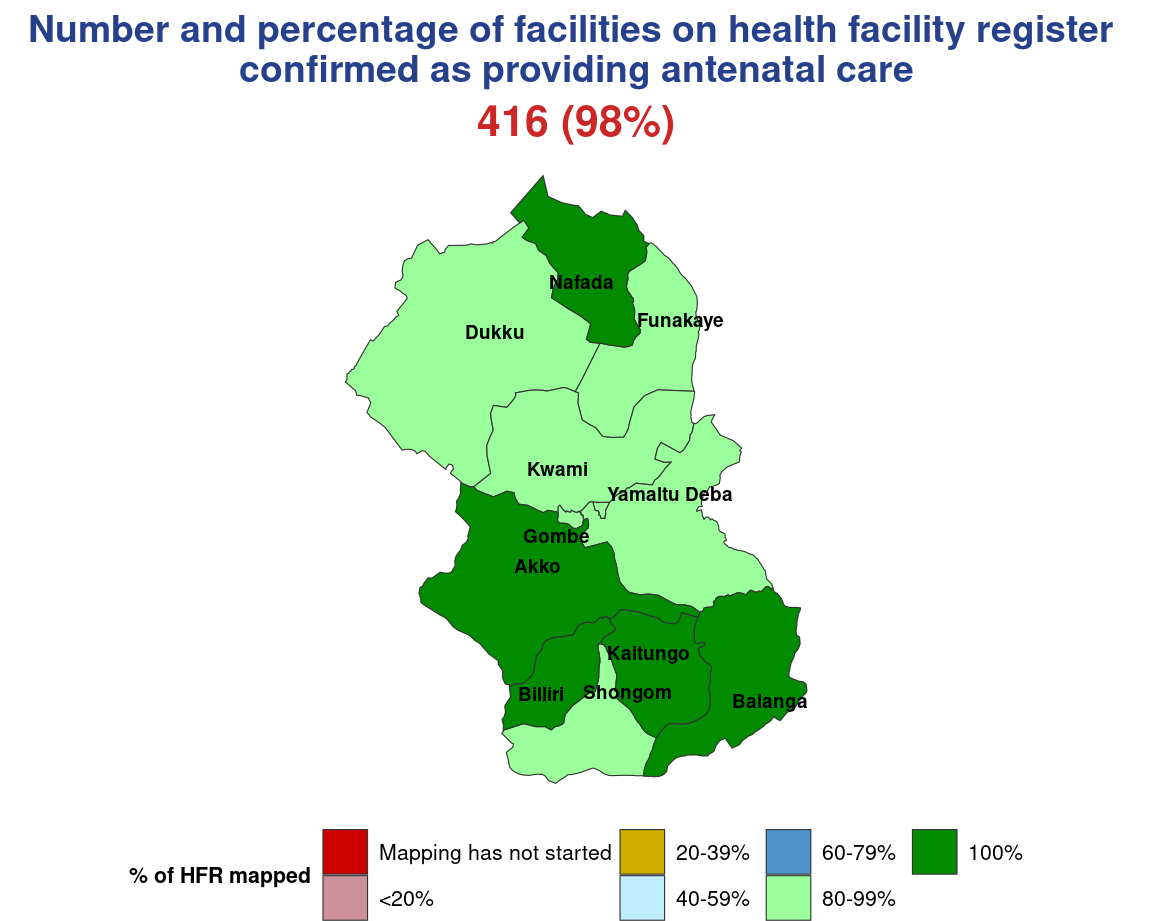 Number and percentage of facilities on health facility register
confirmed as providing antenatal care
416 (98%)
Nafada
Funakaye
Dukku
Kwami
Yamaltu Deba
Gombe
Akko
Kaltungo
Billiri
Shongom
Balanga
% of HFR mapped
Mapping has not started
<20%
20-39%
40-59%
60-79%
80-99%
100%